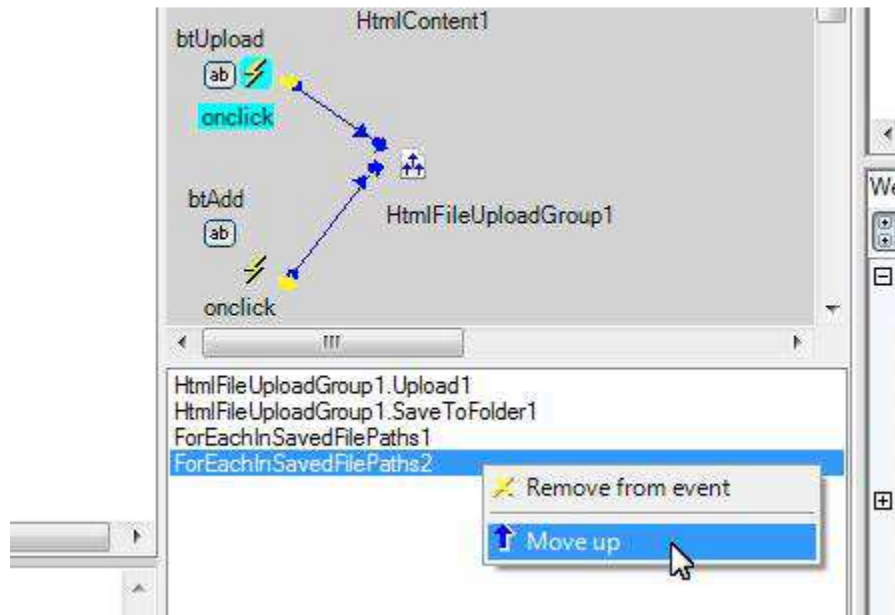 HtmlContent1
btUpload
ab
onclick
btAdd
HtmlFileUploadGroup1
ab
onclick
We
HtmlFileUploadGroup1.Upload1
HtmlFileUploadGroup1.SaveToFolder1
ForEachInSavedFilePaths1
ForEachInSavedFilePaths2
Remove from event
Move up